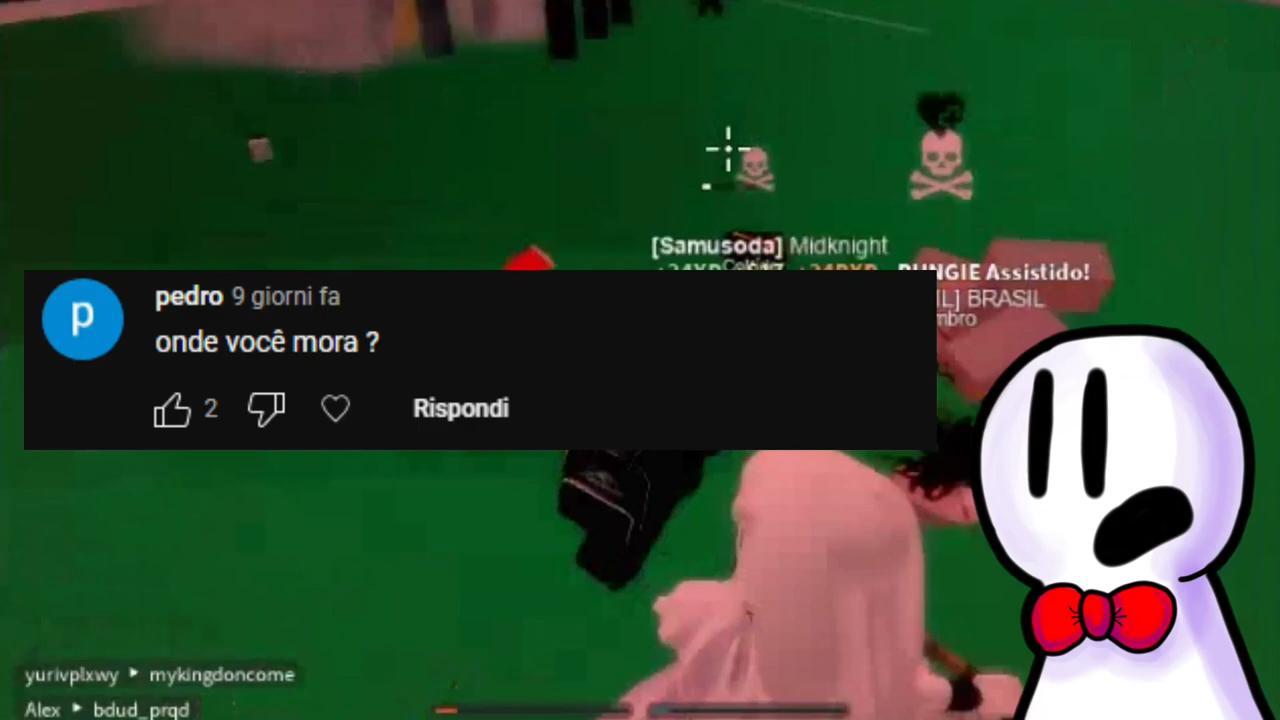 [Samusoda] Midknight
Assistido!
BRASIL
p
pedro 9 giorni fa
onde você mora ?
2
Rispondi
yurivplxwy ▸ mykingdoncome
Alex ▸ bdud_prqd